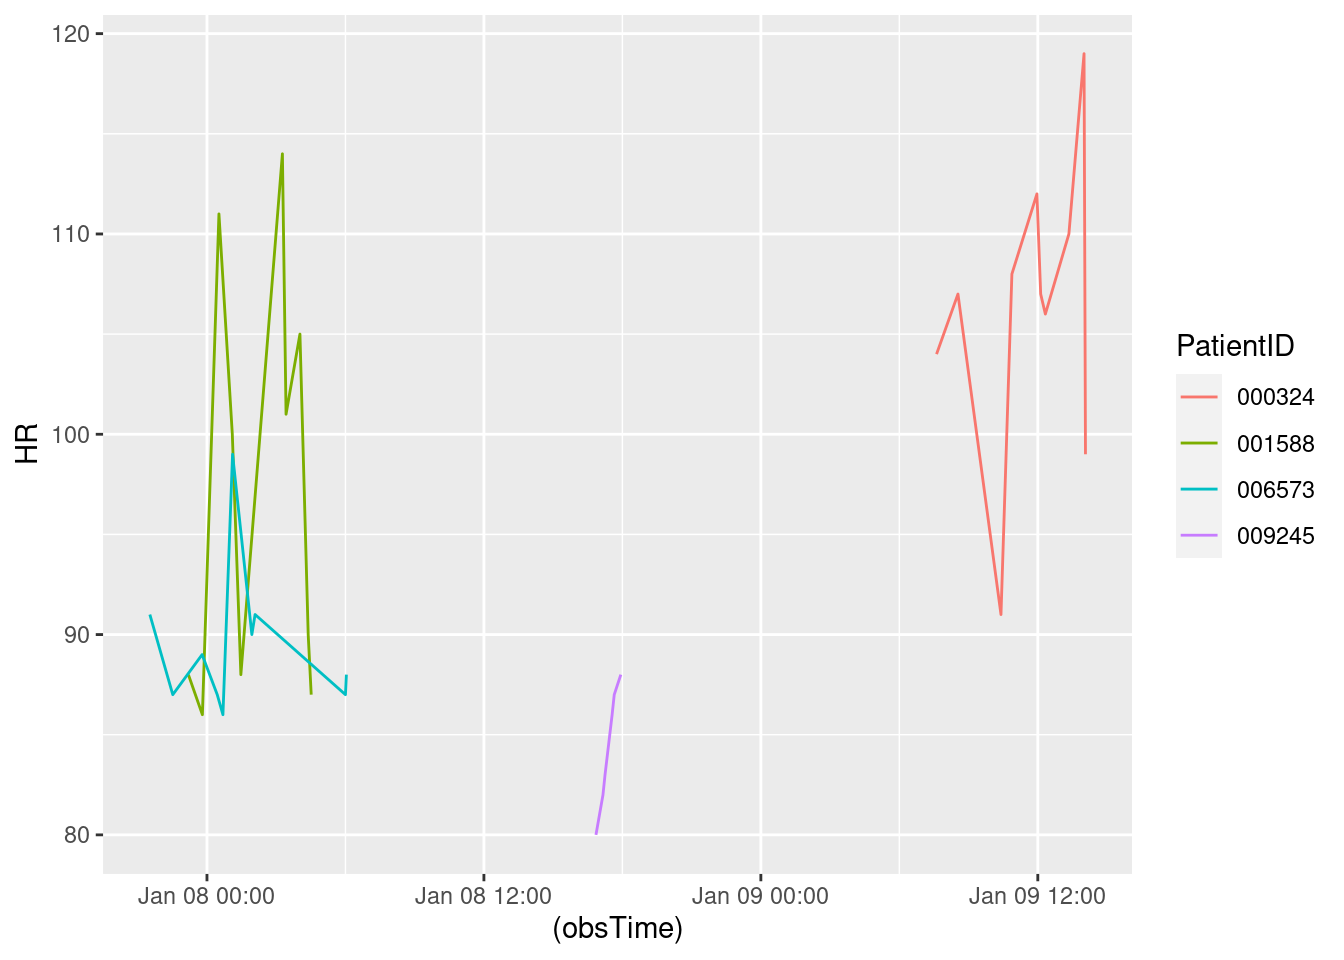 120
110
100
90
80
HR
Jan 08 00:00
Jan 08 12:00
Jan 09 00:00
Jan 09 12:00
(obsTime)
PatientID
000324
001588
006573
009245